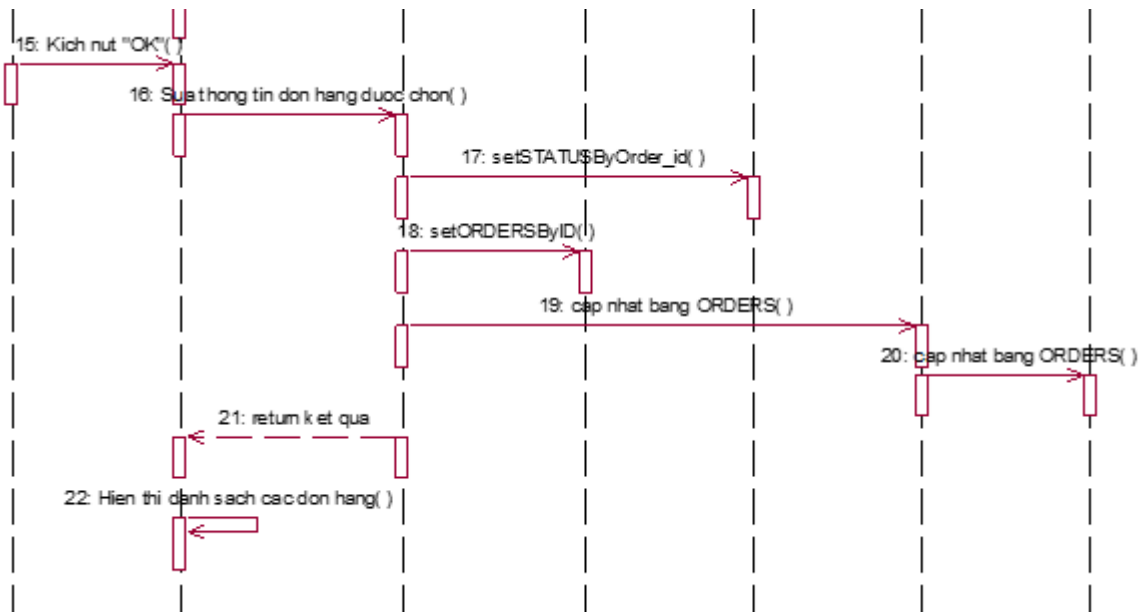 15: Kich nut "OK"( )
16: Sua thong tin don hang duoc chon( )
17: setSTATUSByOrder_id( )
18: setORDERSByID( )
19: cap nhat bang ORDERS( )
20: cap nhat bang ORDERS( )
21: return ket qua
22: Hien thi danh sach cac don hang( )